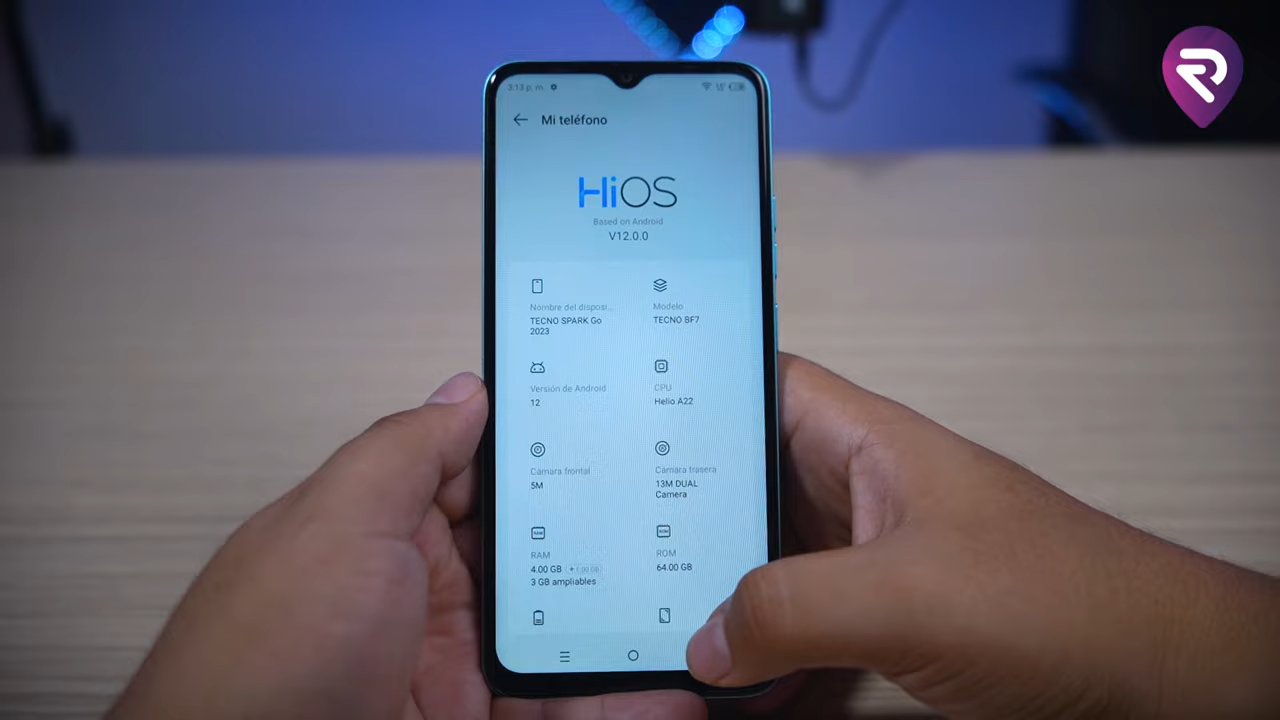 3:13 p. m.
Mi teléfono
HiOS
Based on Android
V12.0.0
Nombre del disposi...
TECNO SPARK Go
2023
Modelo
TECNO BF7
Versión de Android
12
CPU
Helio A22
Cámara frontal
5M
Cámara trasera
13M DUAL
Camera
RAM
4.00 GB
3 GB ampliables
ROM
64.00 GB